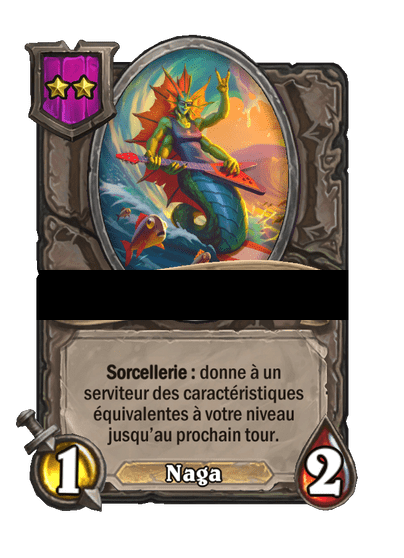 Sorcellerie : donne à un
serviteur des caractéristiques
équivalentes à votre niveau
jusqu'au prochain tour.
1
Naga
2